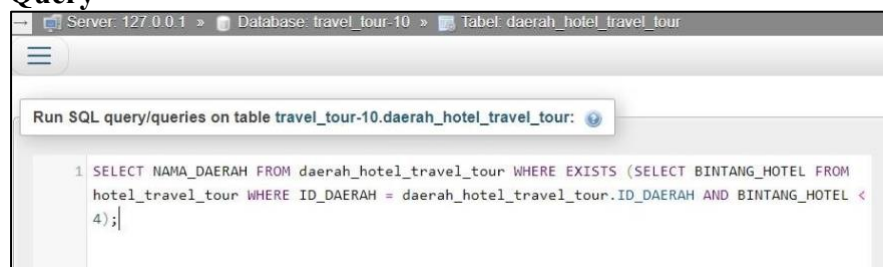 Query
Server: 127.0.0.1 » Database: travel_tour-10 » Tabel: daerah_hotel_travel_tour
Run SQL query/queries on table travel_tour-10.daerah_hotel_travel_tour:
1 SELECT NAMA_DAERAH FROM daerah_hotel_travel_tour WHERE EXISTS (SELECT BINTANG_HOTEL FROM
hotel_travel_tour WHERE ID_DAERAH = daerah_hotel_travel_tour.ID_DAERAH AND BINTANG_HOTEL <
4);